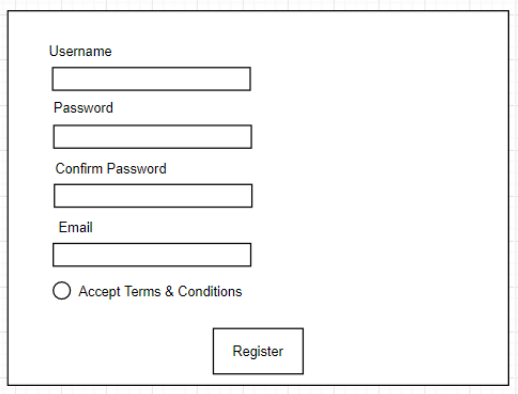 Username
Password
Confirm Password
Email
Accept Terms & Conditions
Register